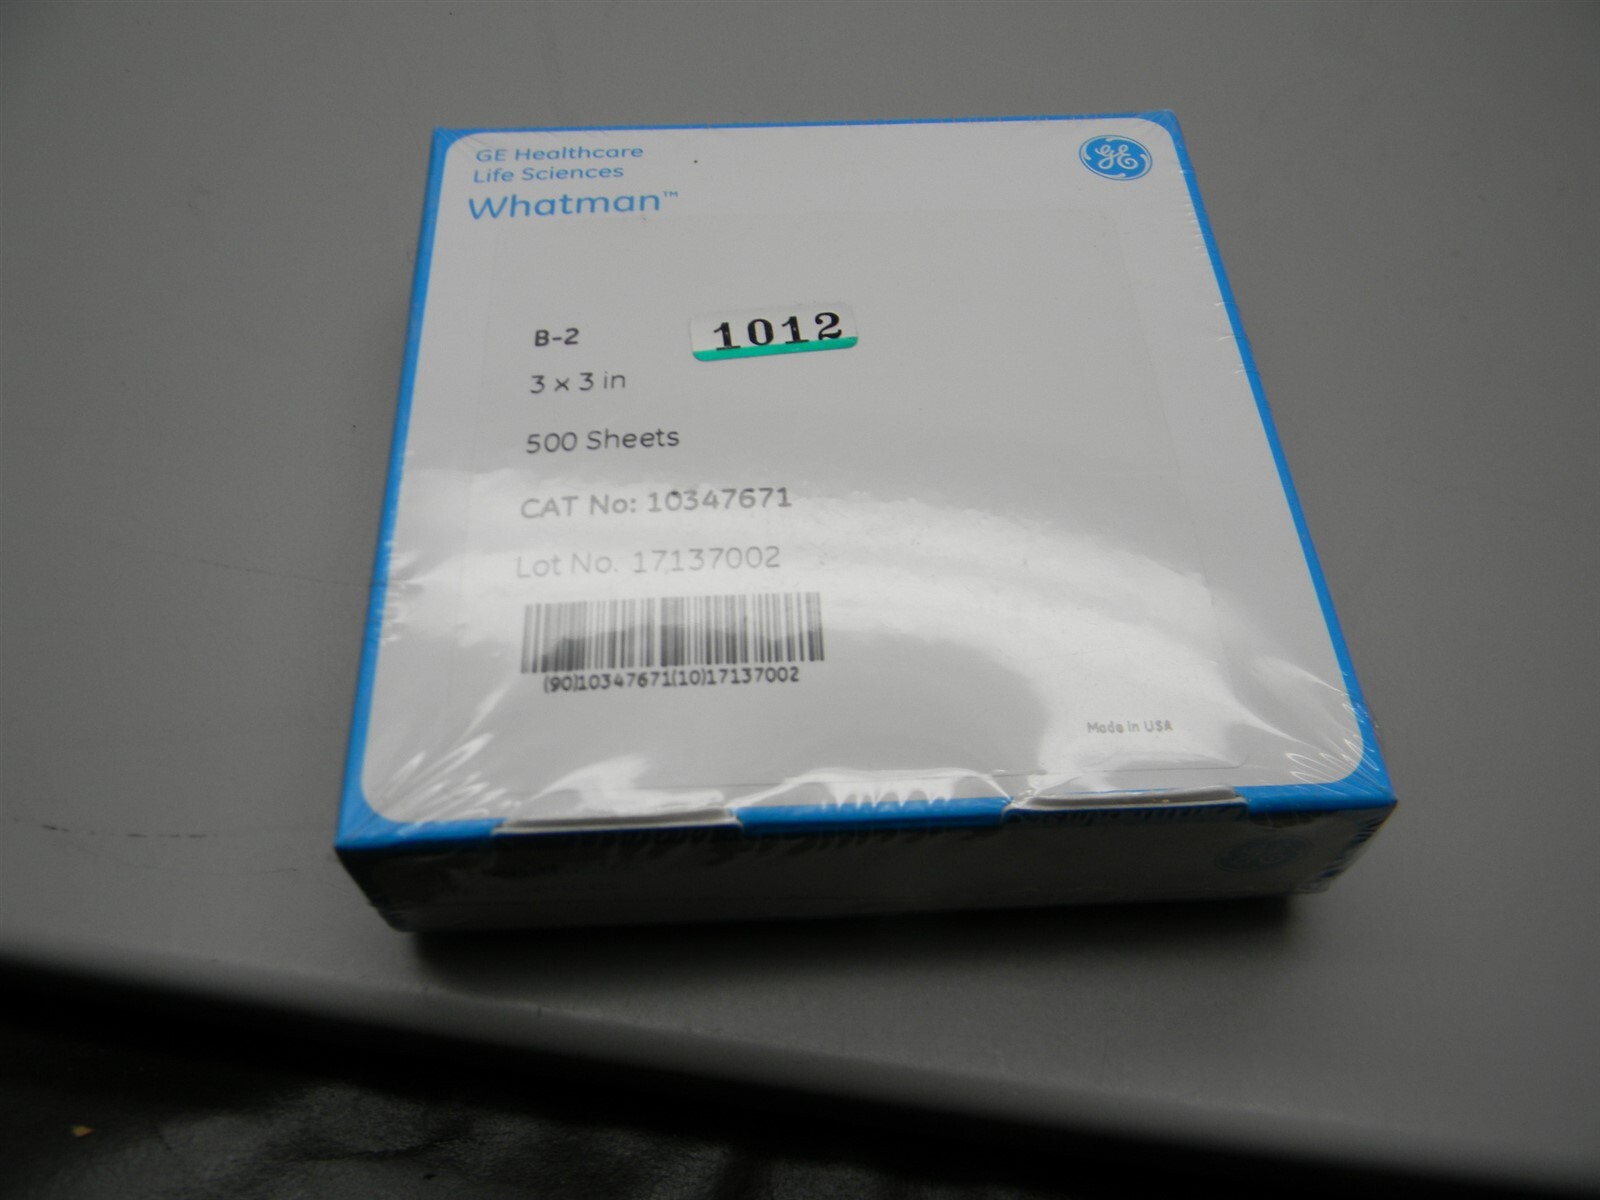 GE Healthcare
Life Sciences
Whatman™
GE
B-2
1012
3 x 3 in
500 Sheets
CAT No: 10347671
Lot No. 17137002
(90)10347671(10)17137002
Made in USA